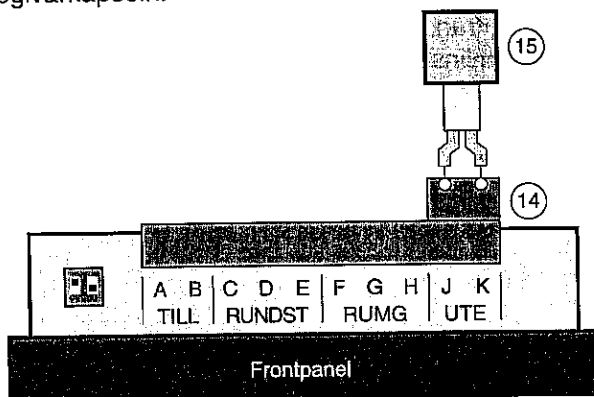 15
14
A B C D E F G H J K
TILL RUNDST RUMG UTE
Frontpanel